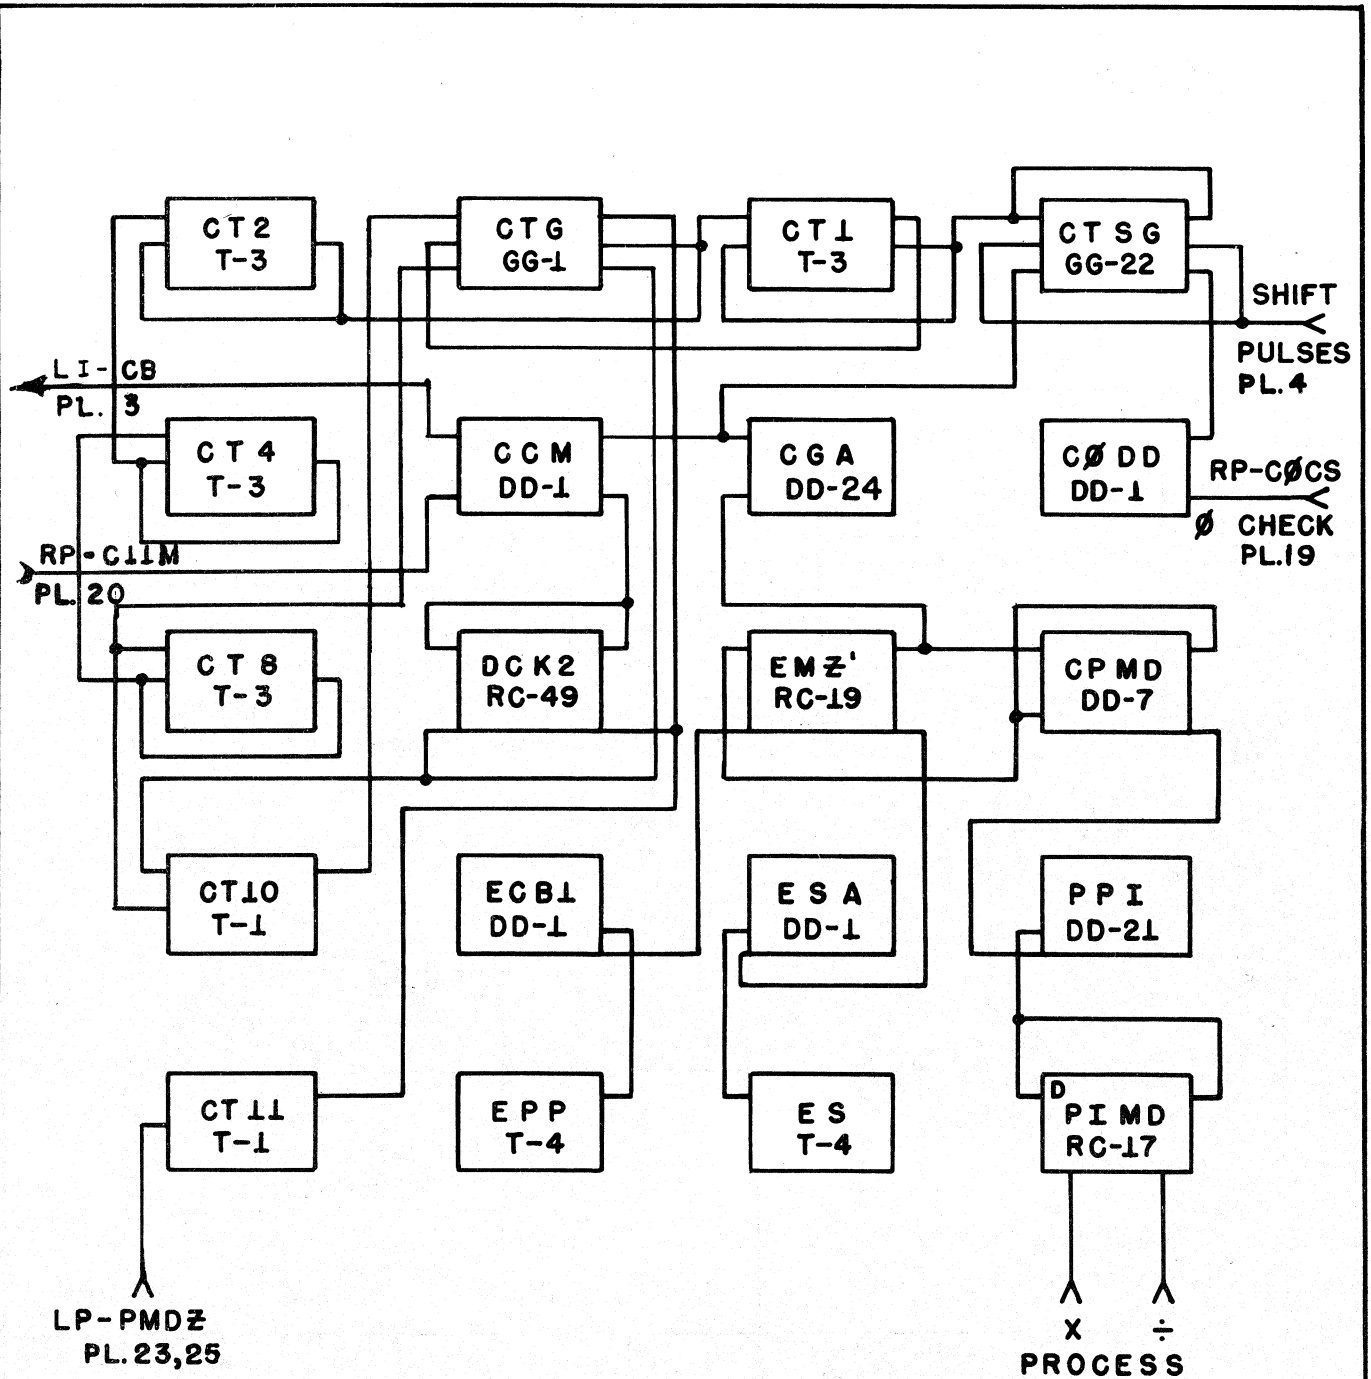 CT2
T-3
CTG
GG-1
CT1
T-3
CTSG
GG-22
SHIFT
PULSES
PL.4
LI-CB
PL. 3
CT4
T-3
CCM
DD-1
CGA
DD-24
CØDD
DD-1
RP-CØCS
Ø CHECK
PL.19
RP-C11M
PL.20
CT8
T-3
DCK2
RC-49
EMZ'
RC-19
CPMD
DD-7
CT10
T-1
ECB1
DD-1
ESA
DD-1
PPI
DD-21
CT11
T-1
EPP
T-4
ES
T-4
D
PIMD
RC-17
LP-PMDZ
PL.23,25
X ÷
PROCESS